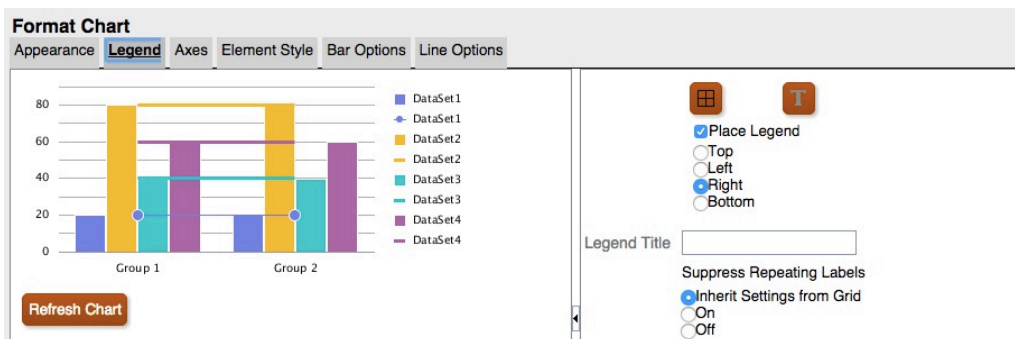 Format Chart
Appearance Legend Axes Element Style Bar Options Line Options
80
60
40
20
0
Group 1 Group 2
DataSet1
DataSet1
DataSet2
DataSet2
DataSet3
DataSet3
DataSet4
DataSet4
Refresh Chart
T
Place Legend
Top
Left
Right
Bottom
Legend Title
Suppress Repeating Labels
Inherit Settings from Grid
On
Off